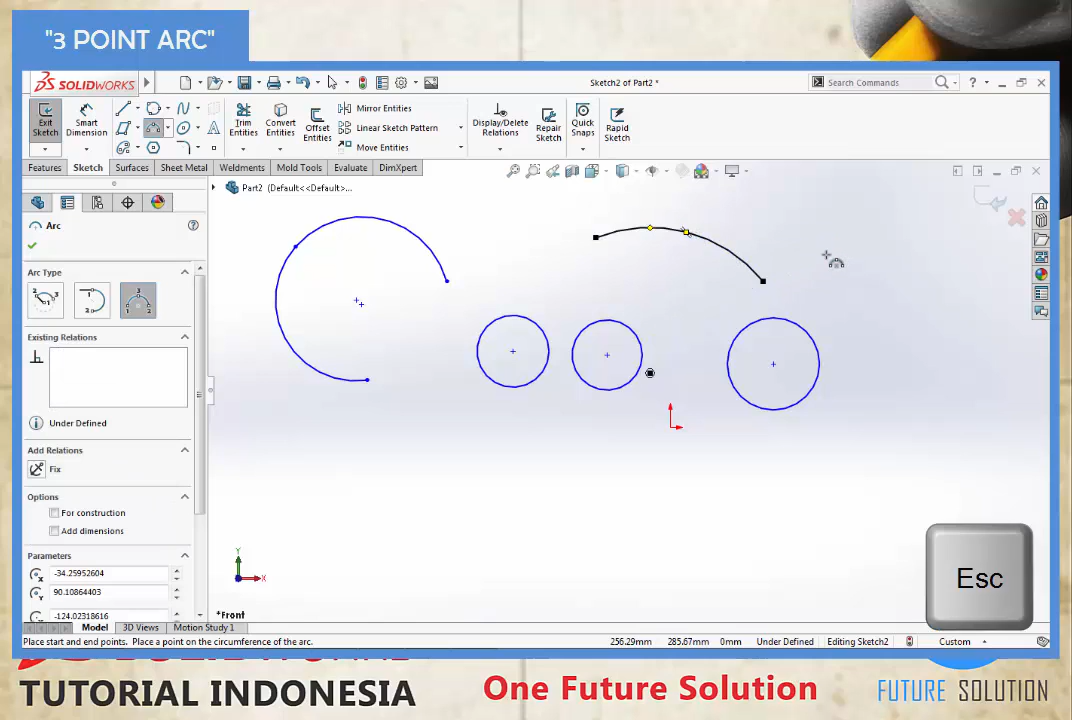 "3 POINT ARC"
SOLIDWORKS
Sketch2 of Part2 *
Search Commands
Exit Sketch
Smart Dimension
Trim Entities
Convert Entities
Offset Entities
Mirror Entities
Linear Sketch Pattern
Move Entities
Display/Delete Relations
Repair Sketch
Quick Snaps
Rapid Sketch
Features
Sketch
Surfaces
Sheet Metal
Weldments
Mold Tools
Evaluate
DimXpert
Part2 (Default<<Default>...
Arc
Arc Type
Existing Relations
Under Defined
Add Relations
Fix
Options
For construction
Add dimensions
Parameters
-34.25952604
90.10864403
-124.02318616
Y
X
*Front
Esc
Model
3D Views
Motion Study 1
Place start and end points. Place a point on the circumference of the arc.
256.29mm
285.67mm
0mm
Under Defined
Editing Sketch2
Custom
TUTORIAL INDONESIA
One Future Solution
FUTURE SOLUTION